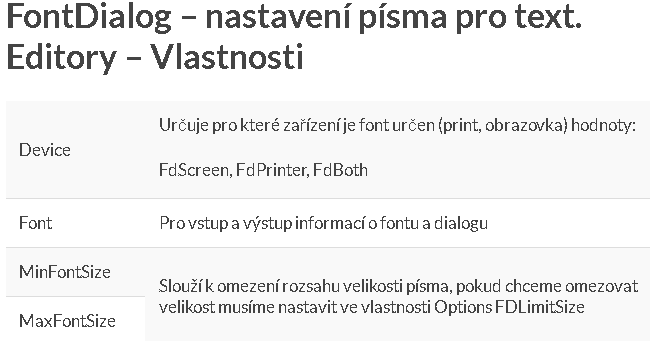 FontDialog – nastavení písma pro text.
Editory – Vlastnosti
Device
Určuje pro které zařízení je font určen (print, obrazovka) hodnoty:
FdScreen, FdPrinter, FdBoth
Font
Pro vstup a výstup informací o fontu a dialogu
MinFontSize
MaxFontSize
Slouží k omezení rozsahu velikosti písma, pokud chceme omezovat
velikost musíme nastavit ve vlastnosti Options FDLimitSize